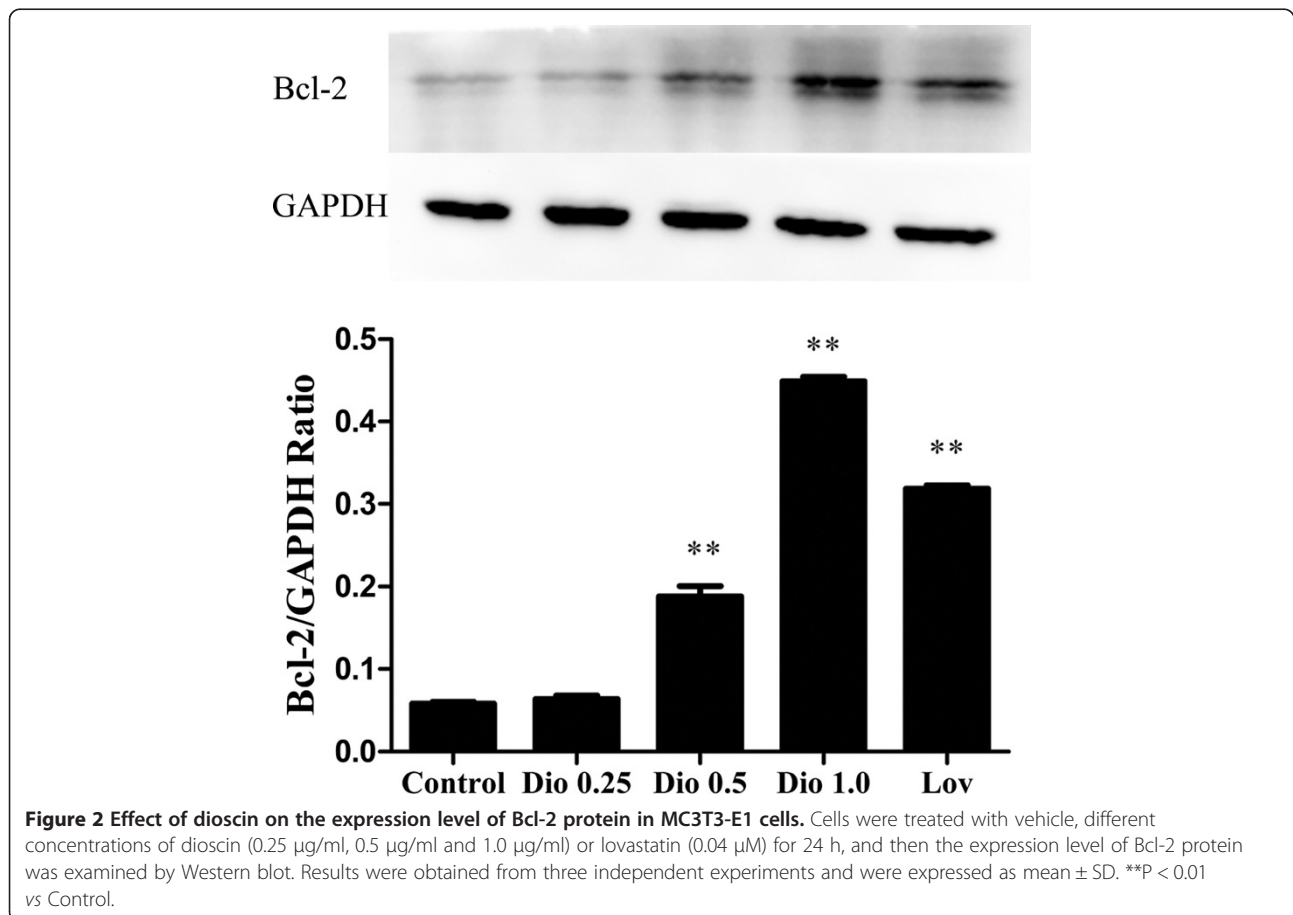 Bcl-2
GAPDH
Bcl-2/GAPDH Ratio
0.5
0.4
0.3
0.2
0.1
0.0
**
**
**
Control Dio 0.25 Dio 0.5 Dio 1.0 Lov
Figure 2 Effect of dioscin on the expression level of Bcl-2 protein in MC3T3-E1 cells. Cells were treated with vehicle, different
concentrations of dioscin (0.25 μg/ml, 0.5 μg/ml and 1.0 μg/ml) or lovastatin (0.04 μM) for 24 h, and then the expression level of Bcl-2 protein
was examined by Western blot. Results were obtained from three independent experiments and were expressed as mean ± SD. **P < 0.01
vs Control.